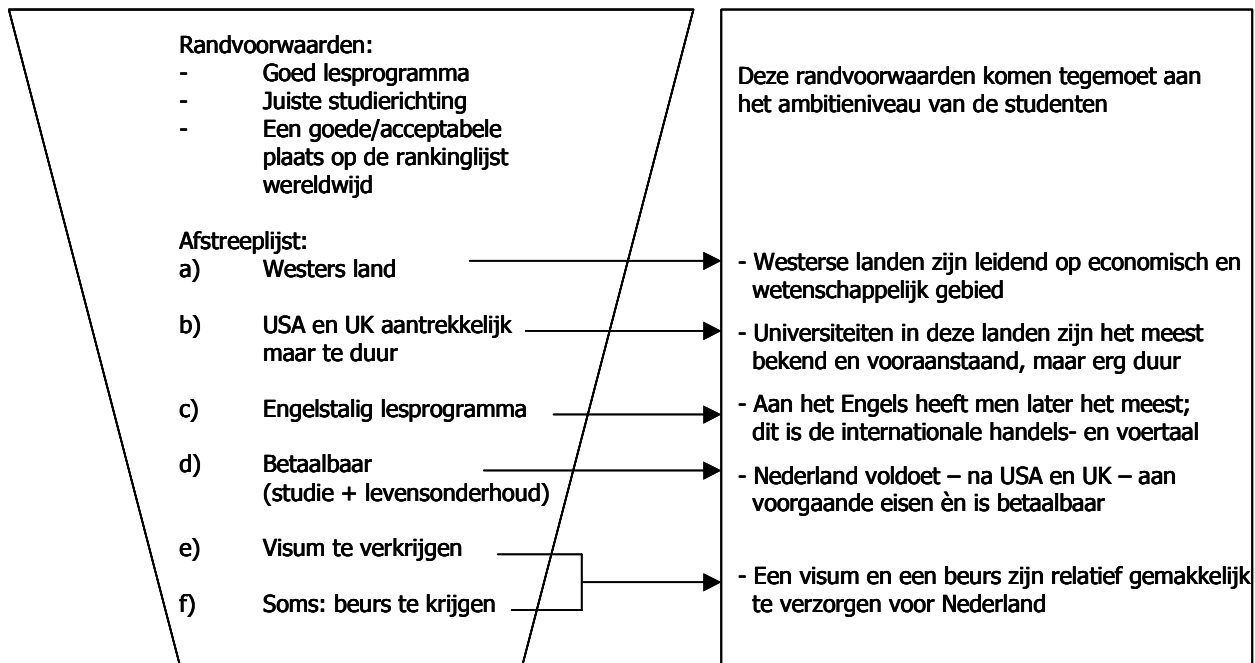 Randvoorwaarden:
- Goed lesprogramma
- Juiste studierichting
- Een goede/acceptabele
plaats op de rankinglijst
wereldwijd
Afstreeplijst:
a) Westers land
b) USA en UK aantrekkelijk
maar te duur
c) Engelstalig lesprogramma
d) Betaalbaar
(studie + levensonderhoud)
e) Visum te verkrijgen
f) Soms: beurs te krijgen
Deze randvoorwaarden komen tegemoet aan
het ambitieniveau van de studenten
- Westerse landen zijn leidend op economisch en
wetenschappelijk gebied
- Universiteiten in deze landen zijn het meest
bekend en vooraanstaand, maar erg duur
- Aan het Engels heeft men later het meest;
dit is de internationale handels- en voertaal
- Nederland voldoet – na USA en UK – aan
voorgaande eisen èn is betaalbaar
- Een visum en een beurs zijn relatief gemakkelijk
te verzorgen voor Nederland